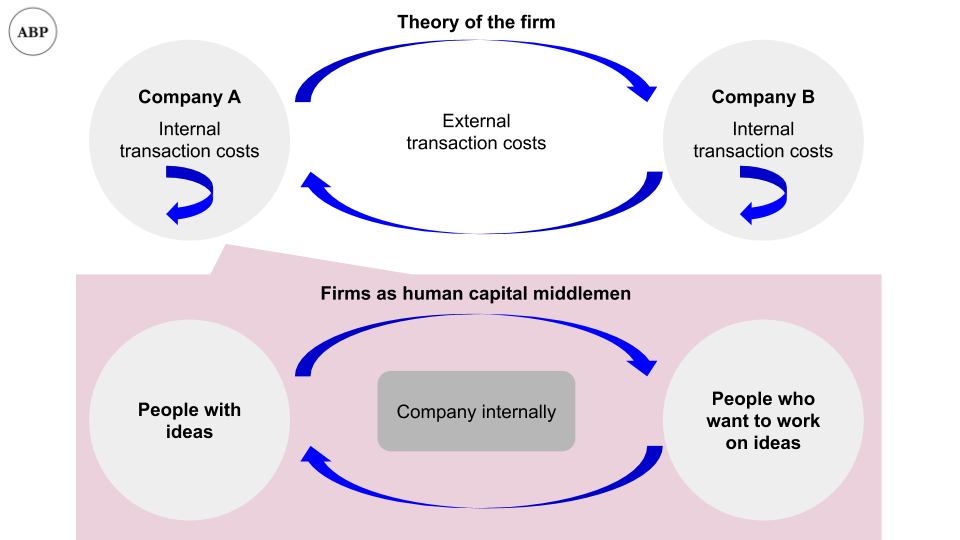 ABP
Theory of the firm
Company A
Internal
transaction costs
External
transaction costs
Company B
Internal
transaction costs
Firms as human capital middlemen
People with
ideas
Company internally
People who
want to work
on ideas